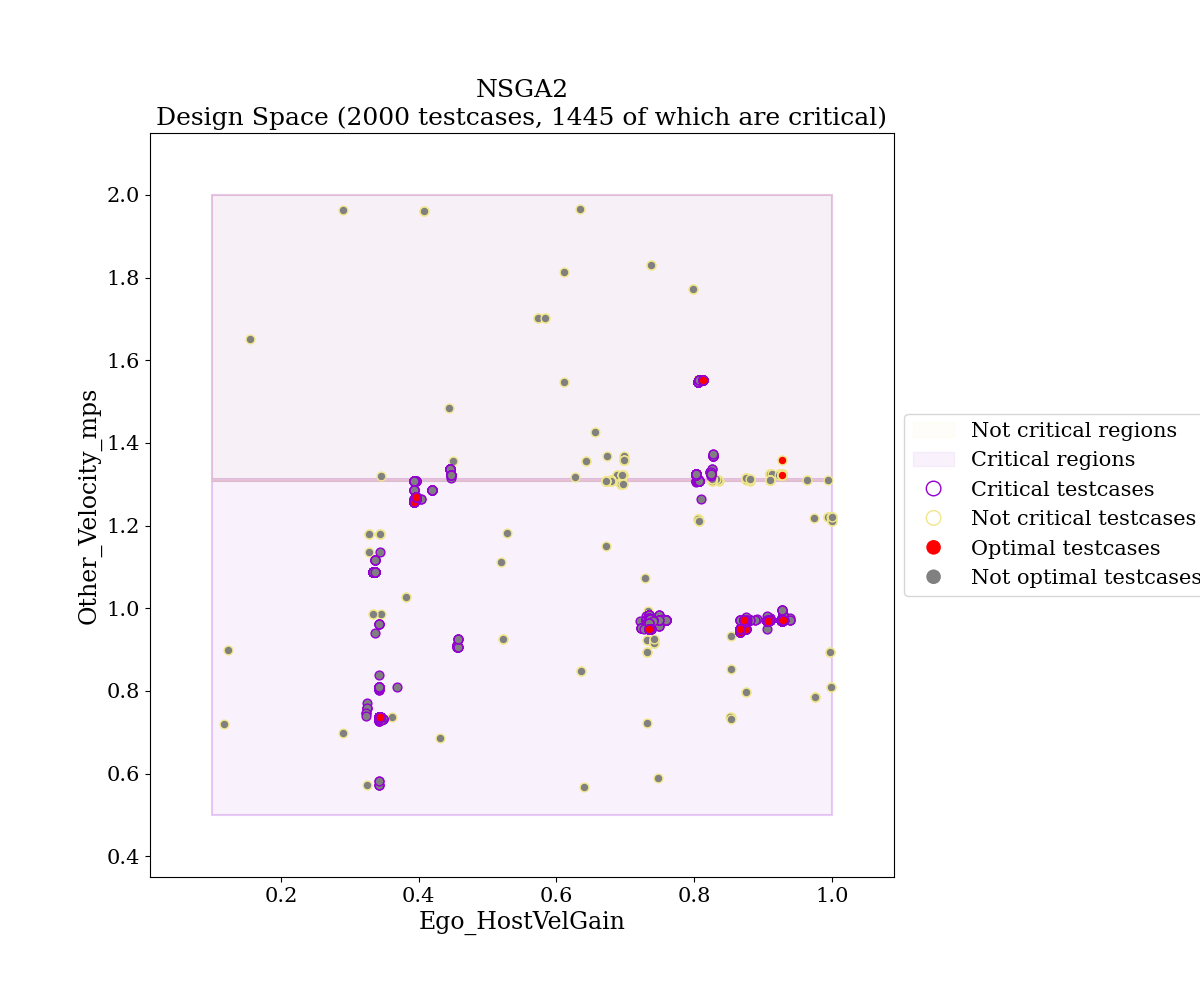 NSGA2
Design Space (2000 testcases, 1445 of which are critical)
2.0
1.8
1.6
1.4
1.2
1.0
0.8
0.6
0.4
Other_Velocity_mps
0.2
0.4
0.6
0.8
1.0
Ego_HostVelGain
Not critical regions
Critical regions
Critical testcases
Not critical testcases
Optimal testcases
Not optimal testcases